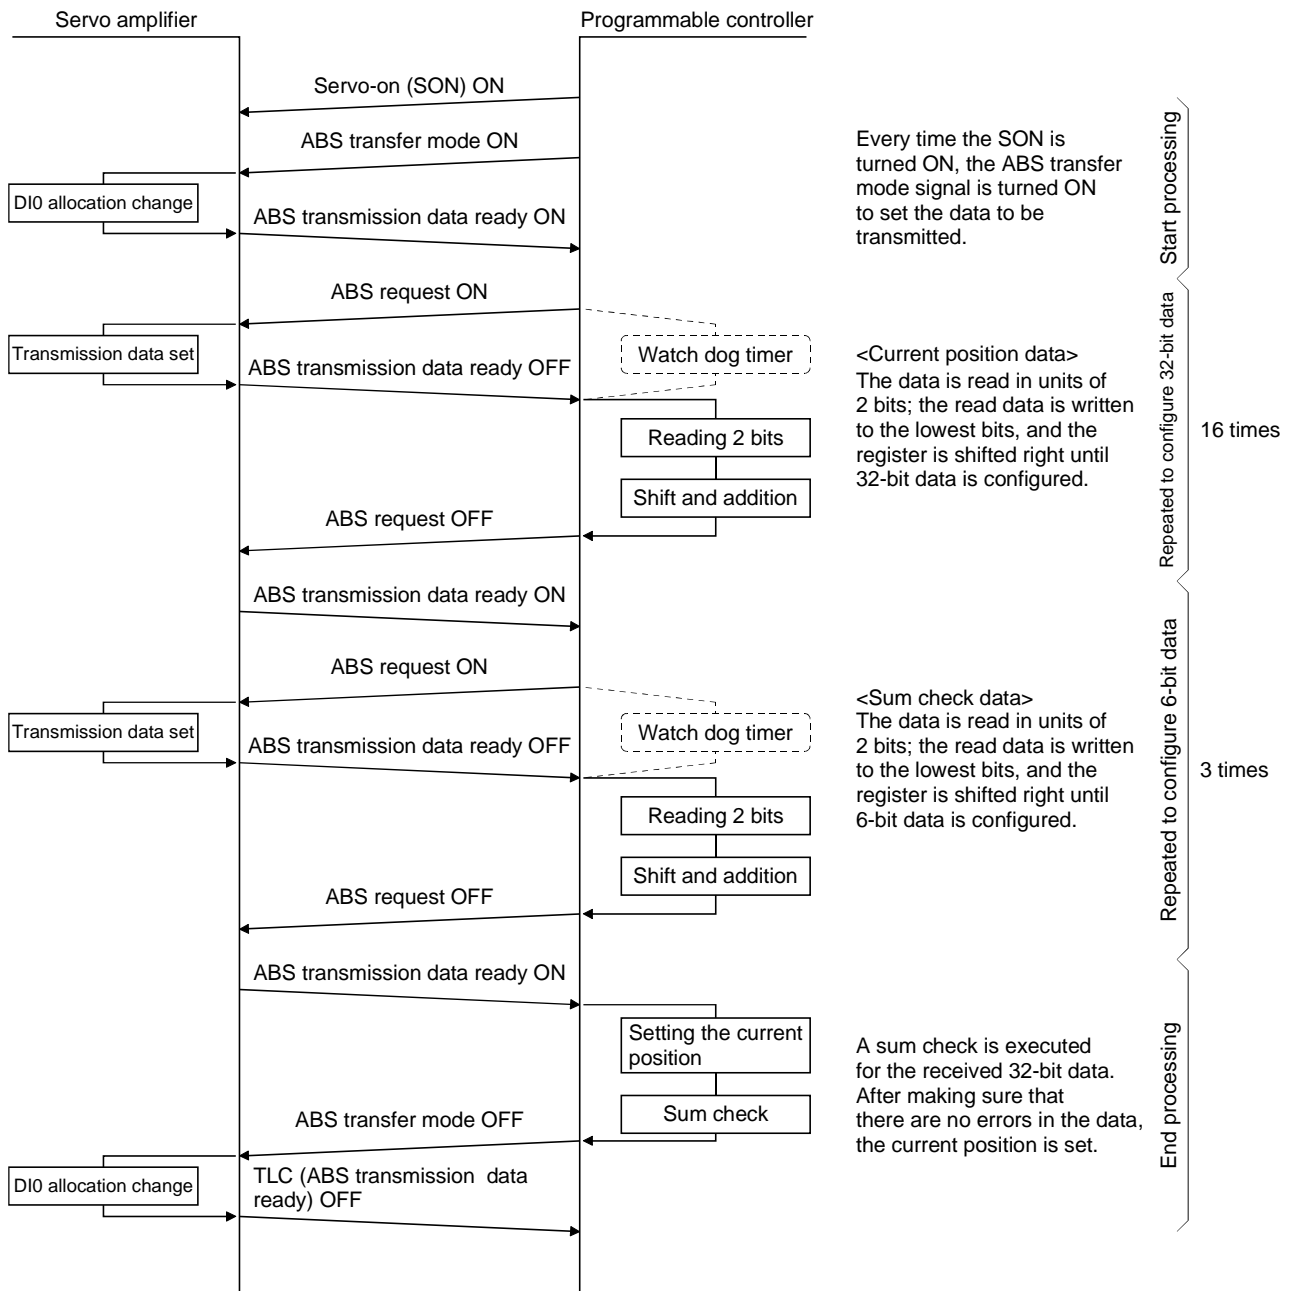 Servo amplifier
Programmable controller
Servo-on (SON) ON
ABS transfer mode ON
DI0 allocation change
ABS transmission data ready ON
Every time the SON is
turned ON, the ABS transfer
mode signal is turned ON
to set the data to be
transmitted.
Start processing
ABS request ON
Transmission data set
Watch dog timer
ABS transmission data ready OFF
Reading 2 bits
Shift and addition
ABS request OFF
<Current position data>
The data is read in units of
2 bits; the read data is written
to the lowest bits, and the
register is shifted right until
32-bit data is configured.
Repeated to configure 32-bit data
16 times
ABS transmission data ready ON
ABS request ON
Transmission data set
Watch dog timer
ABS transmission data ready OFF
Reading 2 bits
Shift and addition
ABS request OFF
<Sum check data>
The data is read in units of
2 bits; the read data is written
to the lowest bits, and the
register is shifted right until
6-bit data is configured.
Repeated to configure 6-bit data
3 times
ABS transmission data ready ON
Setting the current
position
Sum check
ABS transfer mode OFF
DI0 allocation change
TLC (ABS transmission data
ready) OFF
A sum check is executed
for the received 32-bit data.
After making sure that
there are no errors in the data,
the current position is set.
End processing